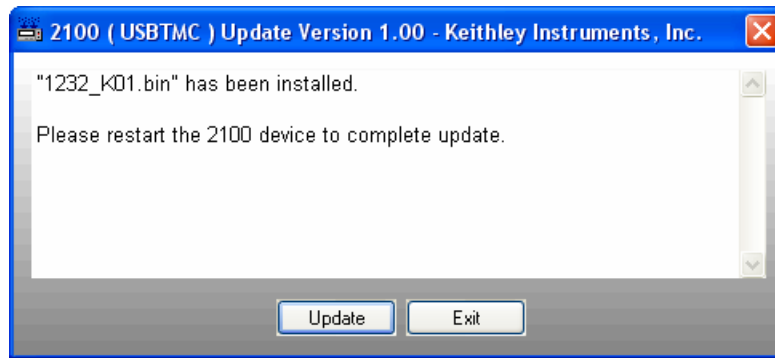 2100 ( USBTMC ) Update Version 1.00 - Keithley Instruments, Inc.
"1232_K01.bin" has been installed.
Please restart the 2100 device to complete update.
Update
Exit